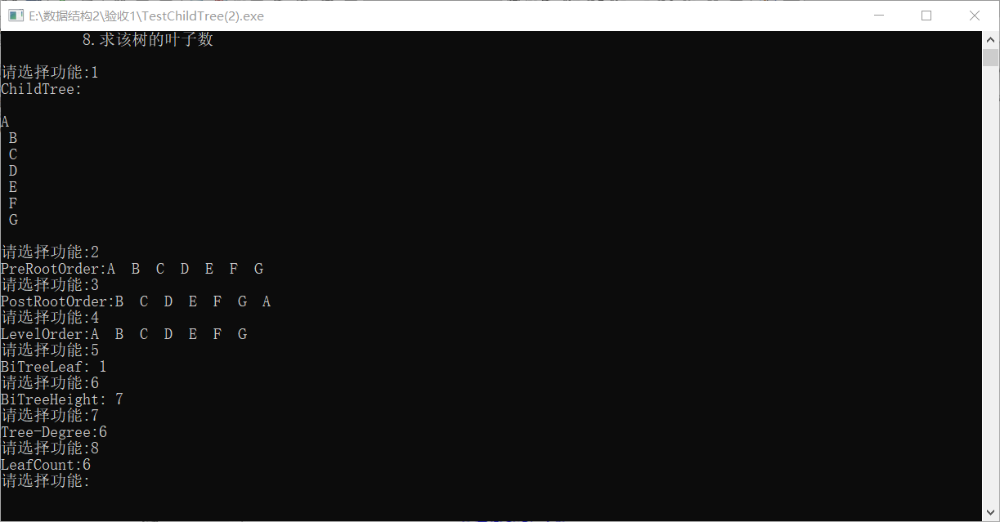 E:\数据结构2\验收1\TestChildTree(2).exe
8.求该树的叶子数
请选择功能:1
ChildTree:
A
B
C
D
E
F
G
请选择功能:2
PreRootOrder:A B C D E F G
请选择功能:3
PostRootOrder:B C D E F G A
请选择功能:4
LevelOrder:A B C D E F G
请选择功能:5
BiTreeLeaf: 1
请选择功能:6
BiTreeHeight: 7
请选择功能:7
Tree-Degree:6
请选择功能:8
LeafCount:6
请选择功能: